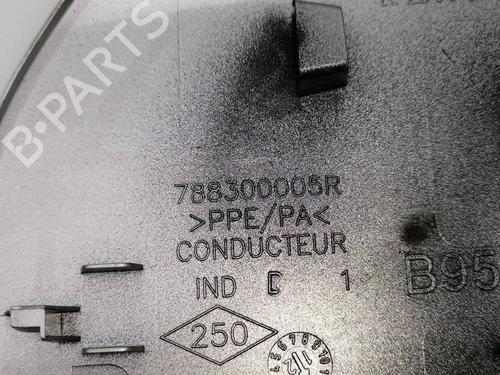 B-PARTS
788300005R
>PPE/PA<
CONDUCTEUR
IND D 1
B95
250